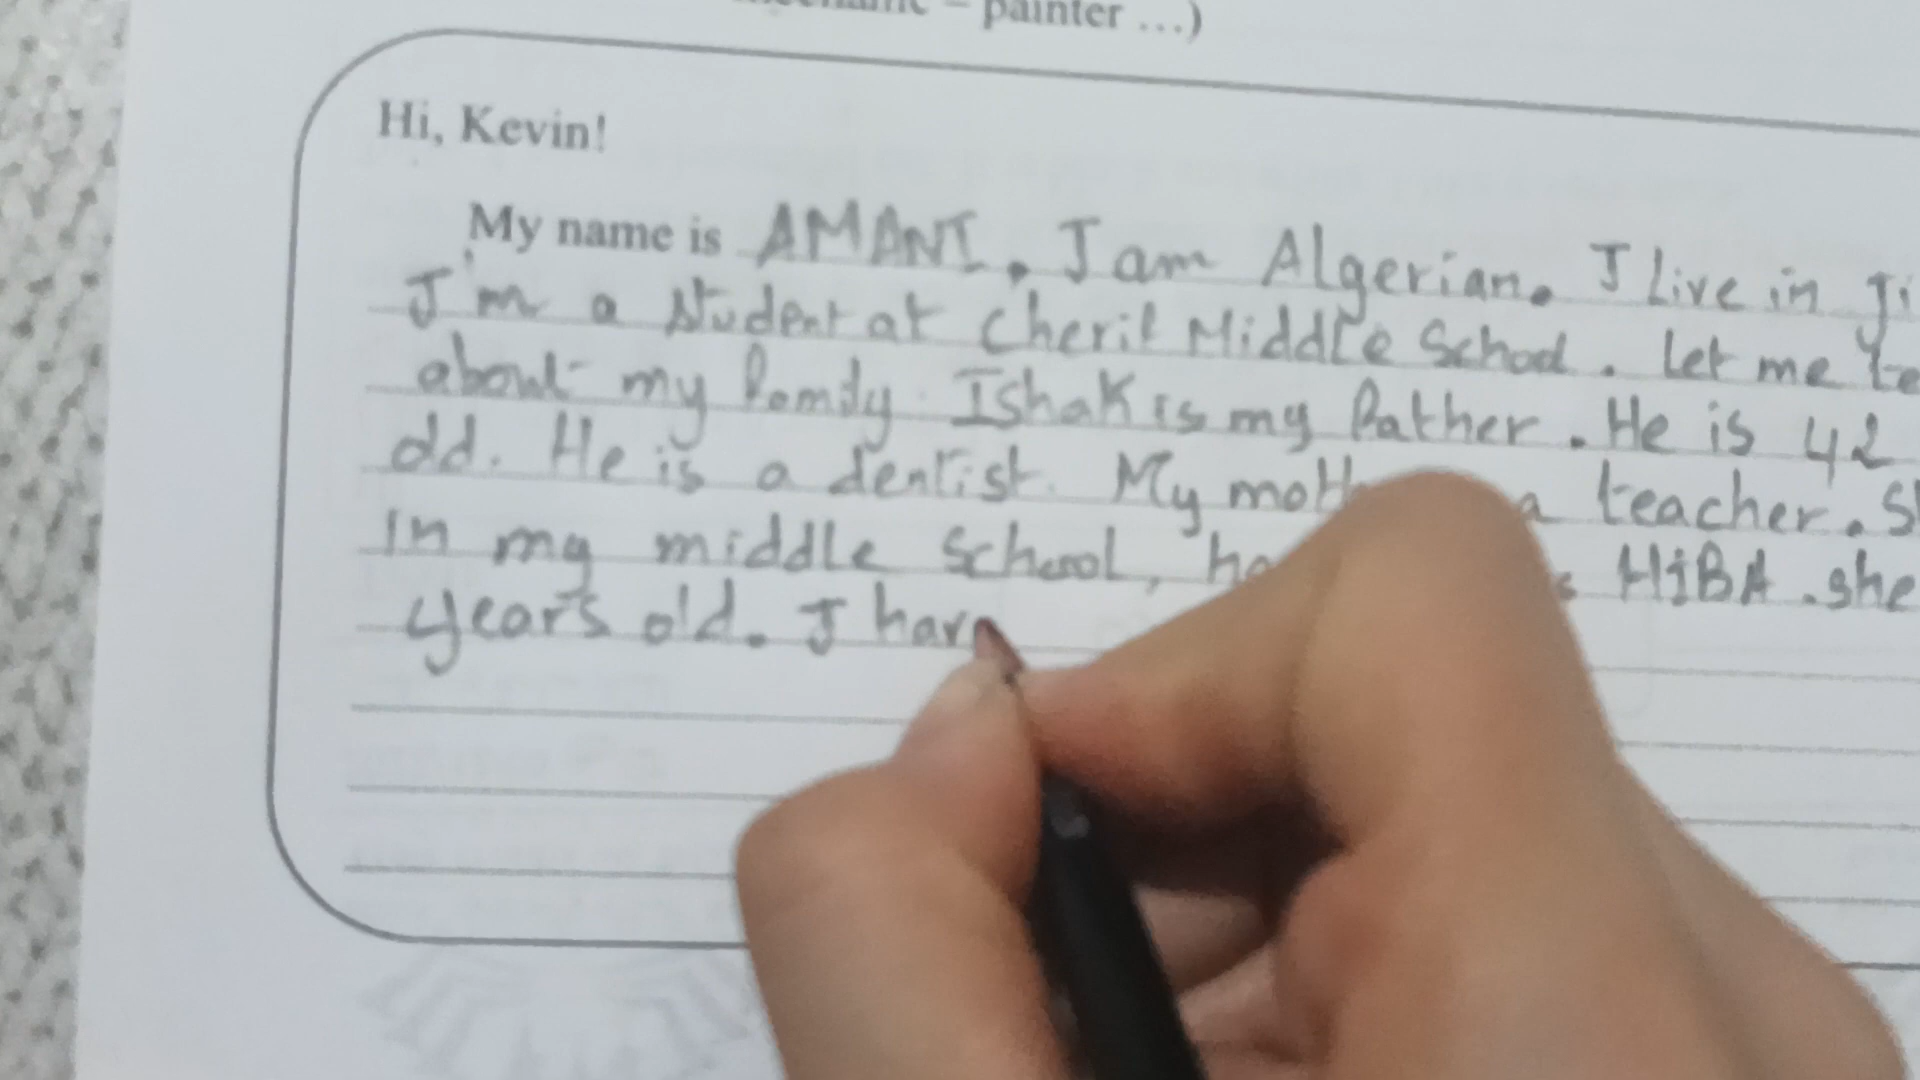 – painter ...)
Hi, Kevin!
My name is AMANI. I am Algerian. I live in
I'm a student at Cherif Middle School. Let me
about my family. Ishak is my father. He is 42
old. He is a dentist. My a teacher.
in my middle school, HiBA. she
years old. I have